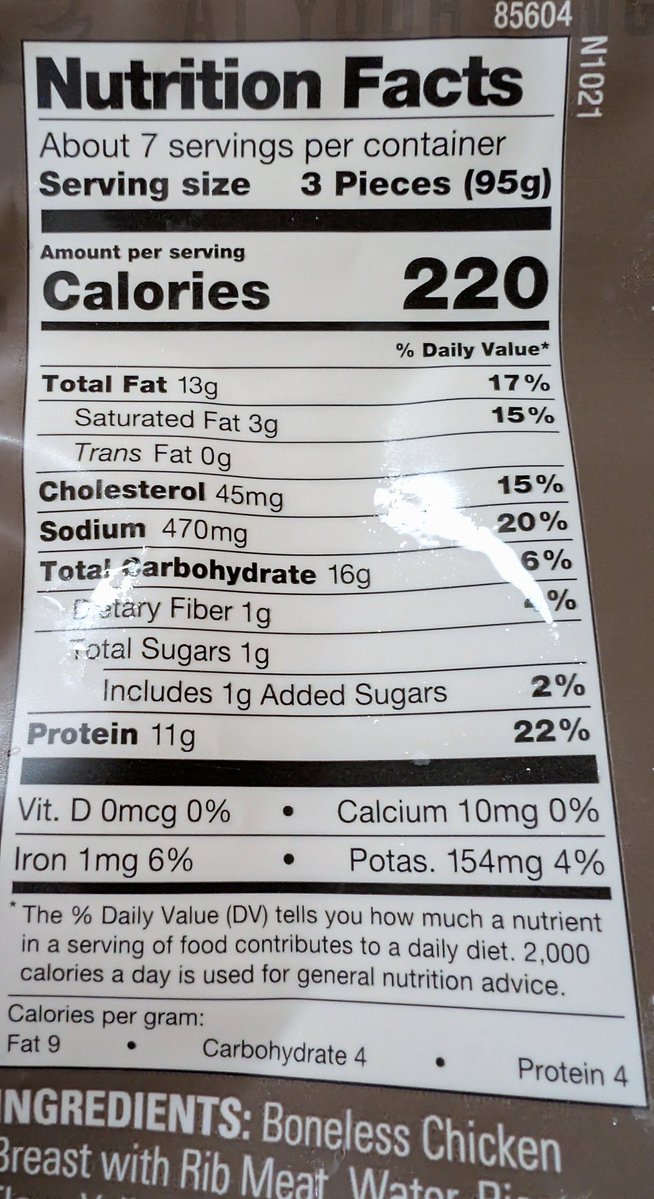 85604
N1021
Nutrition Facts
About 7 servings per container
Serving size 3 Pieces (95g)
Amount per serving
Calories 220
% Daily Value*
Total Fat 13g 17%
Saturated Fat 3g 15%
Trans Fat 0g
Cholesterol 45mg 15%
Sodium 470mg 20%
Total Carbohydrate 16g 6%
Dietary Fiber 1g %
Total Sugars 1g
Includes 1g Added Sugars 2%
Protein 11g 22%
Vit. D 0mcg 0% • Calcium 10mg 0%
Iron 1mg 6% • Potas. 154mg 4%
* The % Daily Value (DV) tells you how much a nutrient
in a serving of food contributes to a daily diet. 2,000
calories a day is used for general nutrition advice.
Calories per gram:
Fat 9 • Carbohydrate 4 • Protein 4
INGREDIENTS: Boneless Chicken
Breast with Rib Meat, Water,